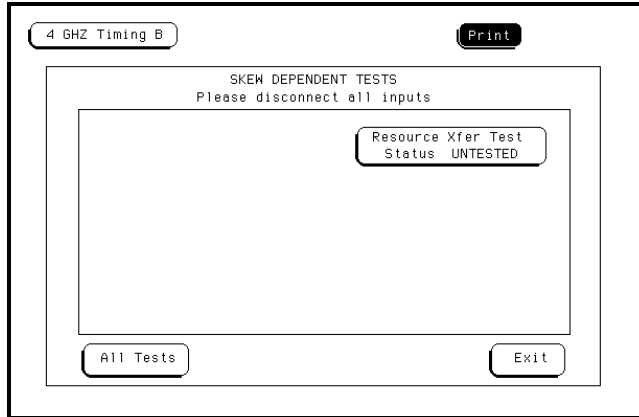 4 GHZ Timing B
Print
SKEW DEPENDENT TESTS
Please disconnect all inputs
Resource Xfer Test
Status UNTESTED
All Tests
Exit